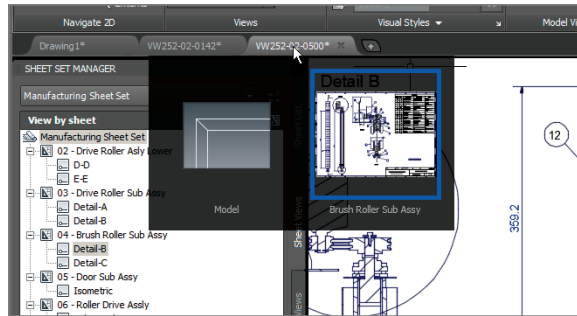 Navigate 2D
Views
Visual Styles
Drawing1*
VW252-02-0142*
VW252-02-0500*
SHEET SET MANAGER
Manufacturing Sheet Set
View by sheet
Manufacturing Sheet Set
02 - Drive Roller Asly Lower
D-D
E-E
03 - Drive Roller Sub Assy
Detail-A
Detail-B
04 - Brush Roller Sub Assy
Detail-B
Detail-C
05 - Door Sub Assy
Isometric
06 - Roller Drive Assly
Sheet List
Sheet Views
Views
Detail B
Model
Brush Roller Sub Assy
12
359.2